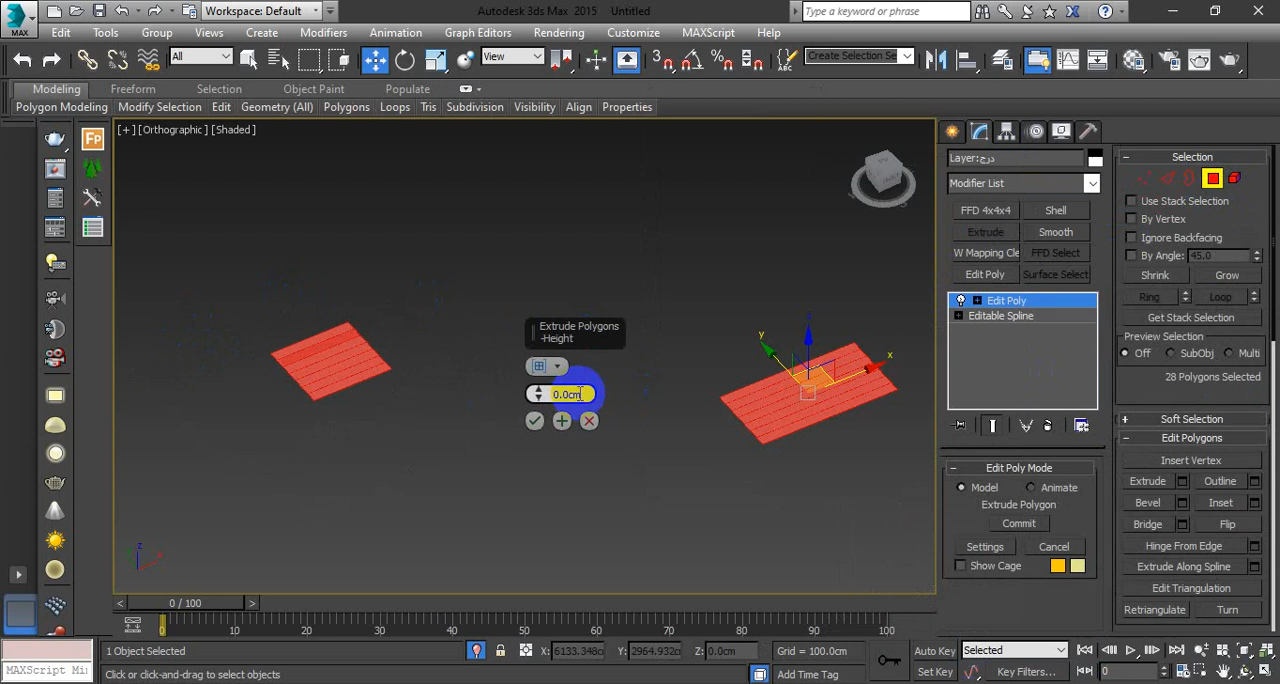 Workspace: Default
Autodesk 3ds Max 2015 Untitled
Type a keyword or phrase
MAX
Edit Tools Group Views Create Modifiers Animation Graph Editors Rendering Customize MAXScript Help
All
View
3
Create Selection Se
Modeling Freeform Selection Object Paint Populate
Polygon Modeling Modify Selection Edit Geometry (All) Polygons Loops Tris Subdivision Visibility Align Properties
[+] [Orthographic] [Shaded]
Fp
Layer:درج
Modifier List
FFD 4x4x4 Shell
Extrude Smooth
W Mapping Cle FFD Select
Edit Poly Surface Select
Edit Poly
Editable Spline
Edit Poly Mode
Model Animate
Extrude Polygon
Commit
Settings Cancel
Show Cage
Selection
Use Stack Selection
By Vertex
Ignore Backfacing
By Angle: 45.0
Shrink Grow
Ring Loop
Get Stack Selection
Preview Selection
Off SubObj Multi
28 Polygons Selected
Soft Selection
Edit Polygons
Insert Vertex
Extrude Outline
Bevel Inset
Bridge Flip
Hinge From Edge
Extrude Along Spline
Edit Triangulation
Retriangulate Turn
Extrude Polygons
-Height
0.0cm
y
x
z
0 / 100
0 10 20 30 40 50 60 70 80 90 100
1 Object Selected
X: 6133.348c Y: 2964.932c Z: 0.0cm
Grid = 100.0cm
Auto Key Selected
MAXScript Mi
Click or click-and-drag to select objects
Add Time Tag
Set Key Key Filters...
0